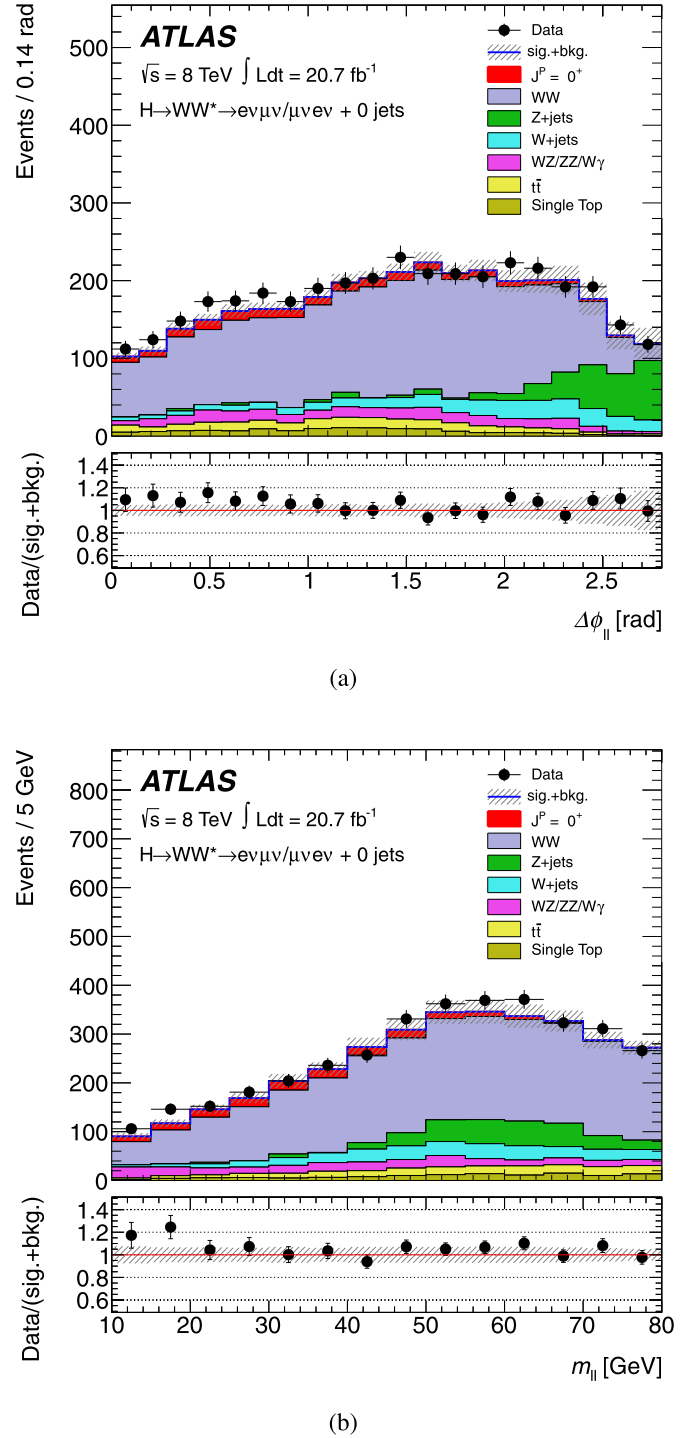 Events / 0.14 rad
500
400
300
200
100
0
ATLAS
√s = 8 TeV ∫ Ldt = 20.7 fb⁻¹
H→WW*→eνμν/μνeν + 0 jets
Data
sig.+bkg.
Jᴾ = 0⁺
WW
Z+jets
W+jets
WZ/ZZ/Wγ
tt̄
Single Top
Data/(sig.+bkg.)
1.4
1.2
1
0.8
0.6
0 0.5 1 1.5 2 2.5
Δϕ_ll [rad]
(a)
Events / 5 GeV
800
700
600
500
400
300
200
100
0
ATLAS
√s = 8 TeV ∫ Ldt = 20.7 fb⁻¹
H→WW*→eνμν/μνeν + 0 jets
Data
sig.+bkg.
Jᴾ = 0⁺
WW
Z+jets
W+jets
WZ/ZZ/Wγ
tt̄
Single Top
Data/(sig.+bkg.)
1.4
1.2
1
0.8
0.6
10 20 30 40 50 60 70 80
m_ll [GeV]
(b)